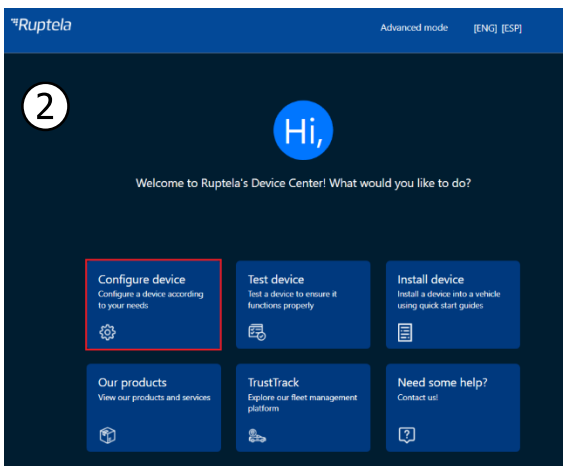 Ruptela
Advanced mode [ENG] [ESP]
2
Hi,
Welcome to Ruptela's Device Center! What would you like to do?
Configure device
Configure a device according
to your needs
Test device
Test a device to ensure it
functions properly
Install device
Install a device into a vehicle
using quick start guides
Our products
View our products and services
TrustTrack
Explore our fleet management
platform
Need some help?
Contact us!